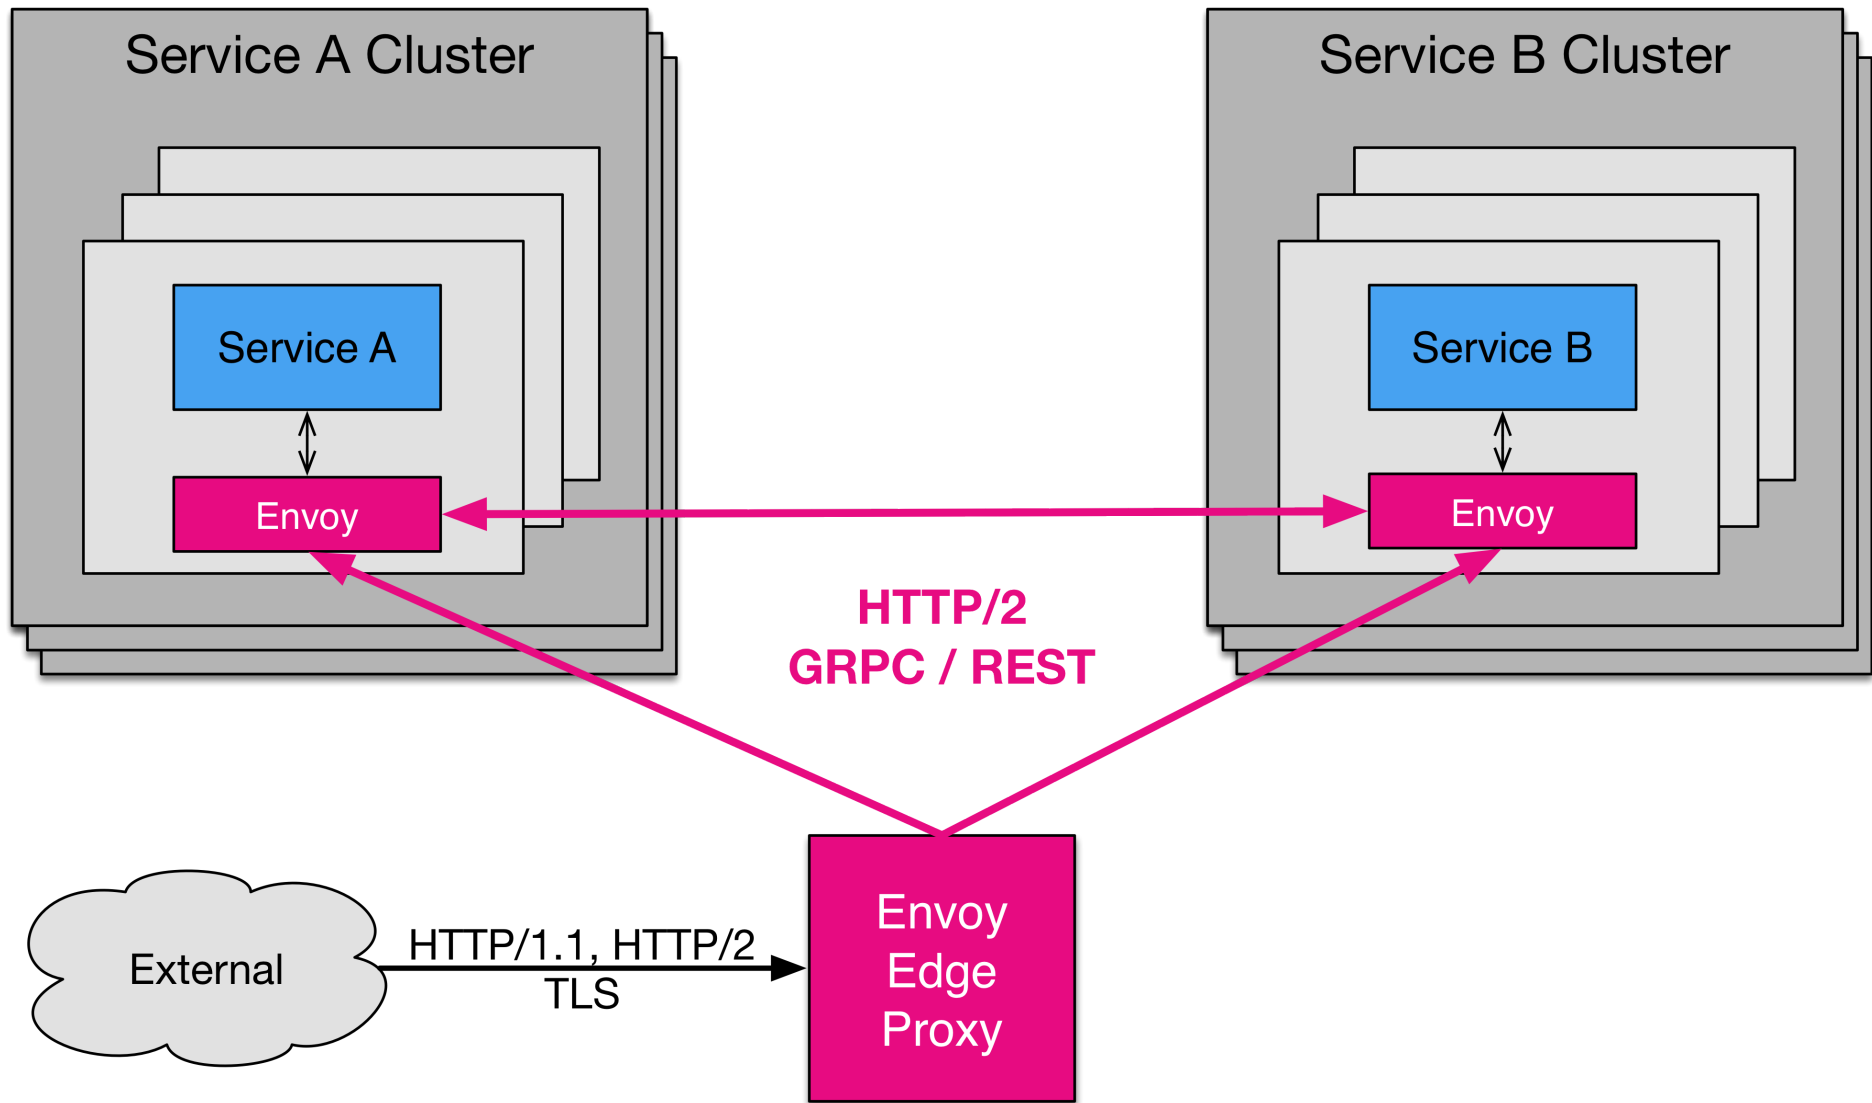 Service A Cluster
Service B Cluster
Service A
Service B
Envoy
Envoy
HTTP/2
GRPC / REST
External
HTTP/1.1, HTTP/2
TLS
Envoy
Edge
Proxy